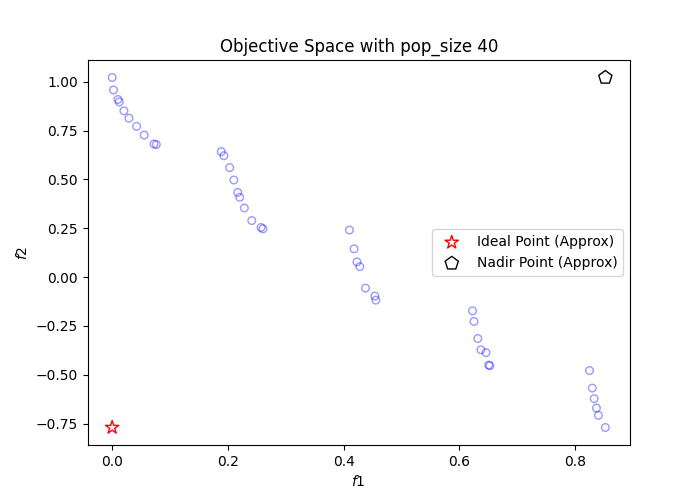 Objective Space with pop_size 40
1.00
0.75
0.50
0.25
0.00
−0.25
−0.50
−0.75
f2
Ideal Point (Approx)
Nadir Point (Approx)
0.0 0.2 0.4 0.6 0.8
f1